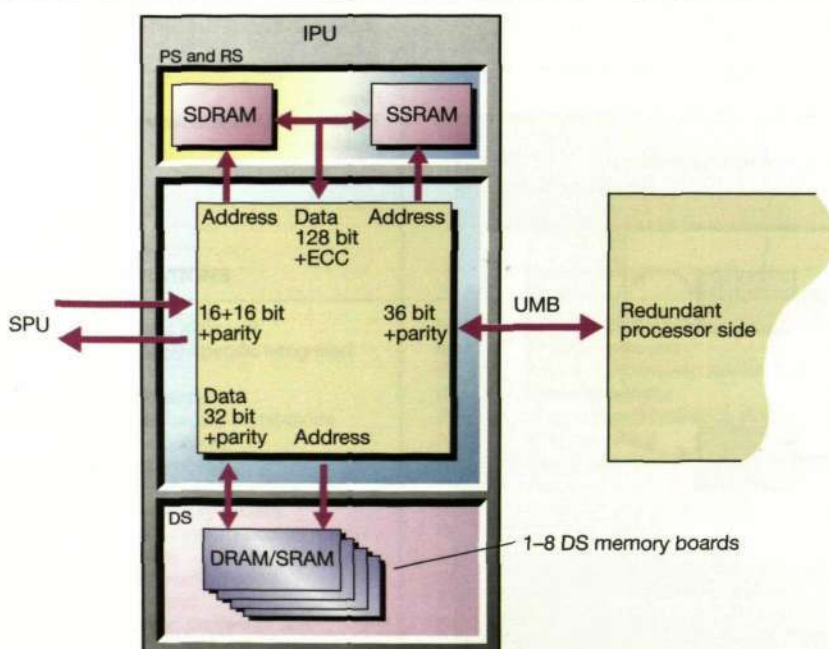 IPU
PS and RS
SDRAM
SSRAM
Address
Data
128 bit
+ECC
Address
SPU
16+16 bit
+parity
36 bit
+parity
UMB
Redundant
processor side
Data
32 bit
+parity
Address
DS
DRAM/SRAM
1–8 DS memory boards